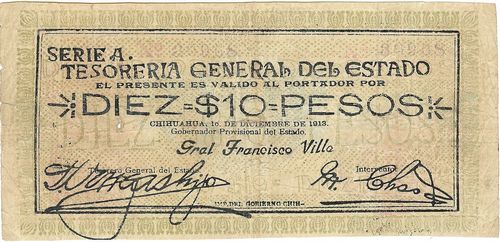 SERIE A.
TESORERIA GENERAL DEL ESTADO
EL PRESENTE ES VALIDO AL PORTADOR POR
DIEZ=$10=PESOS
CHIHUAHUA, 10. DE DICIEMBRE DE 1913.
Gobernador Provisional del Estado.
Gral Francisco Villa
Tesorero General del Estado Interventor
IMP. DEL GOBIERNO CHIH-